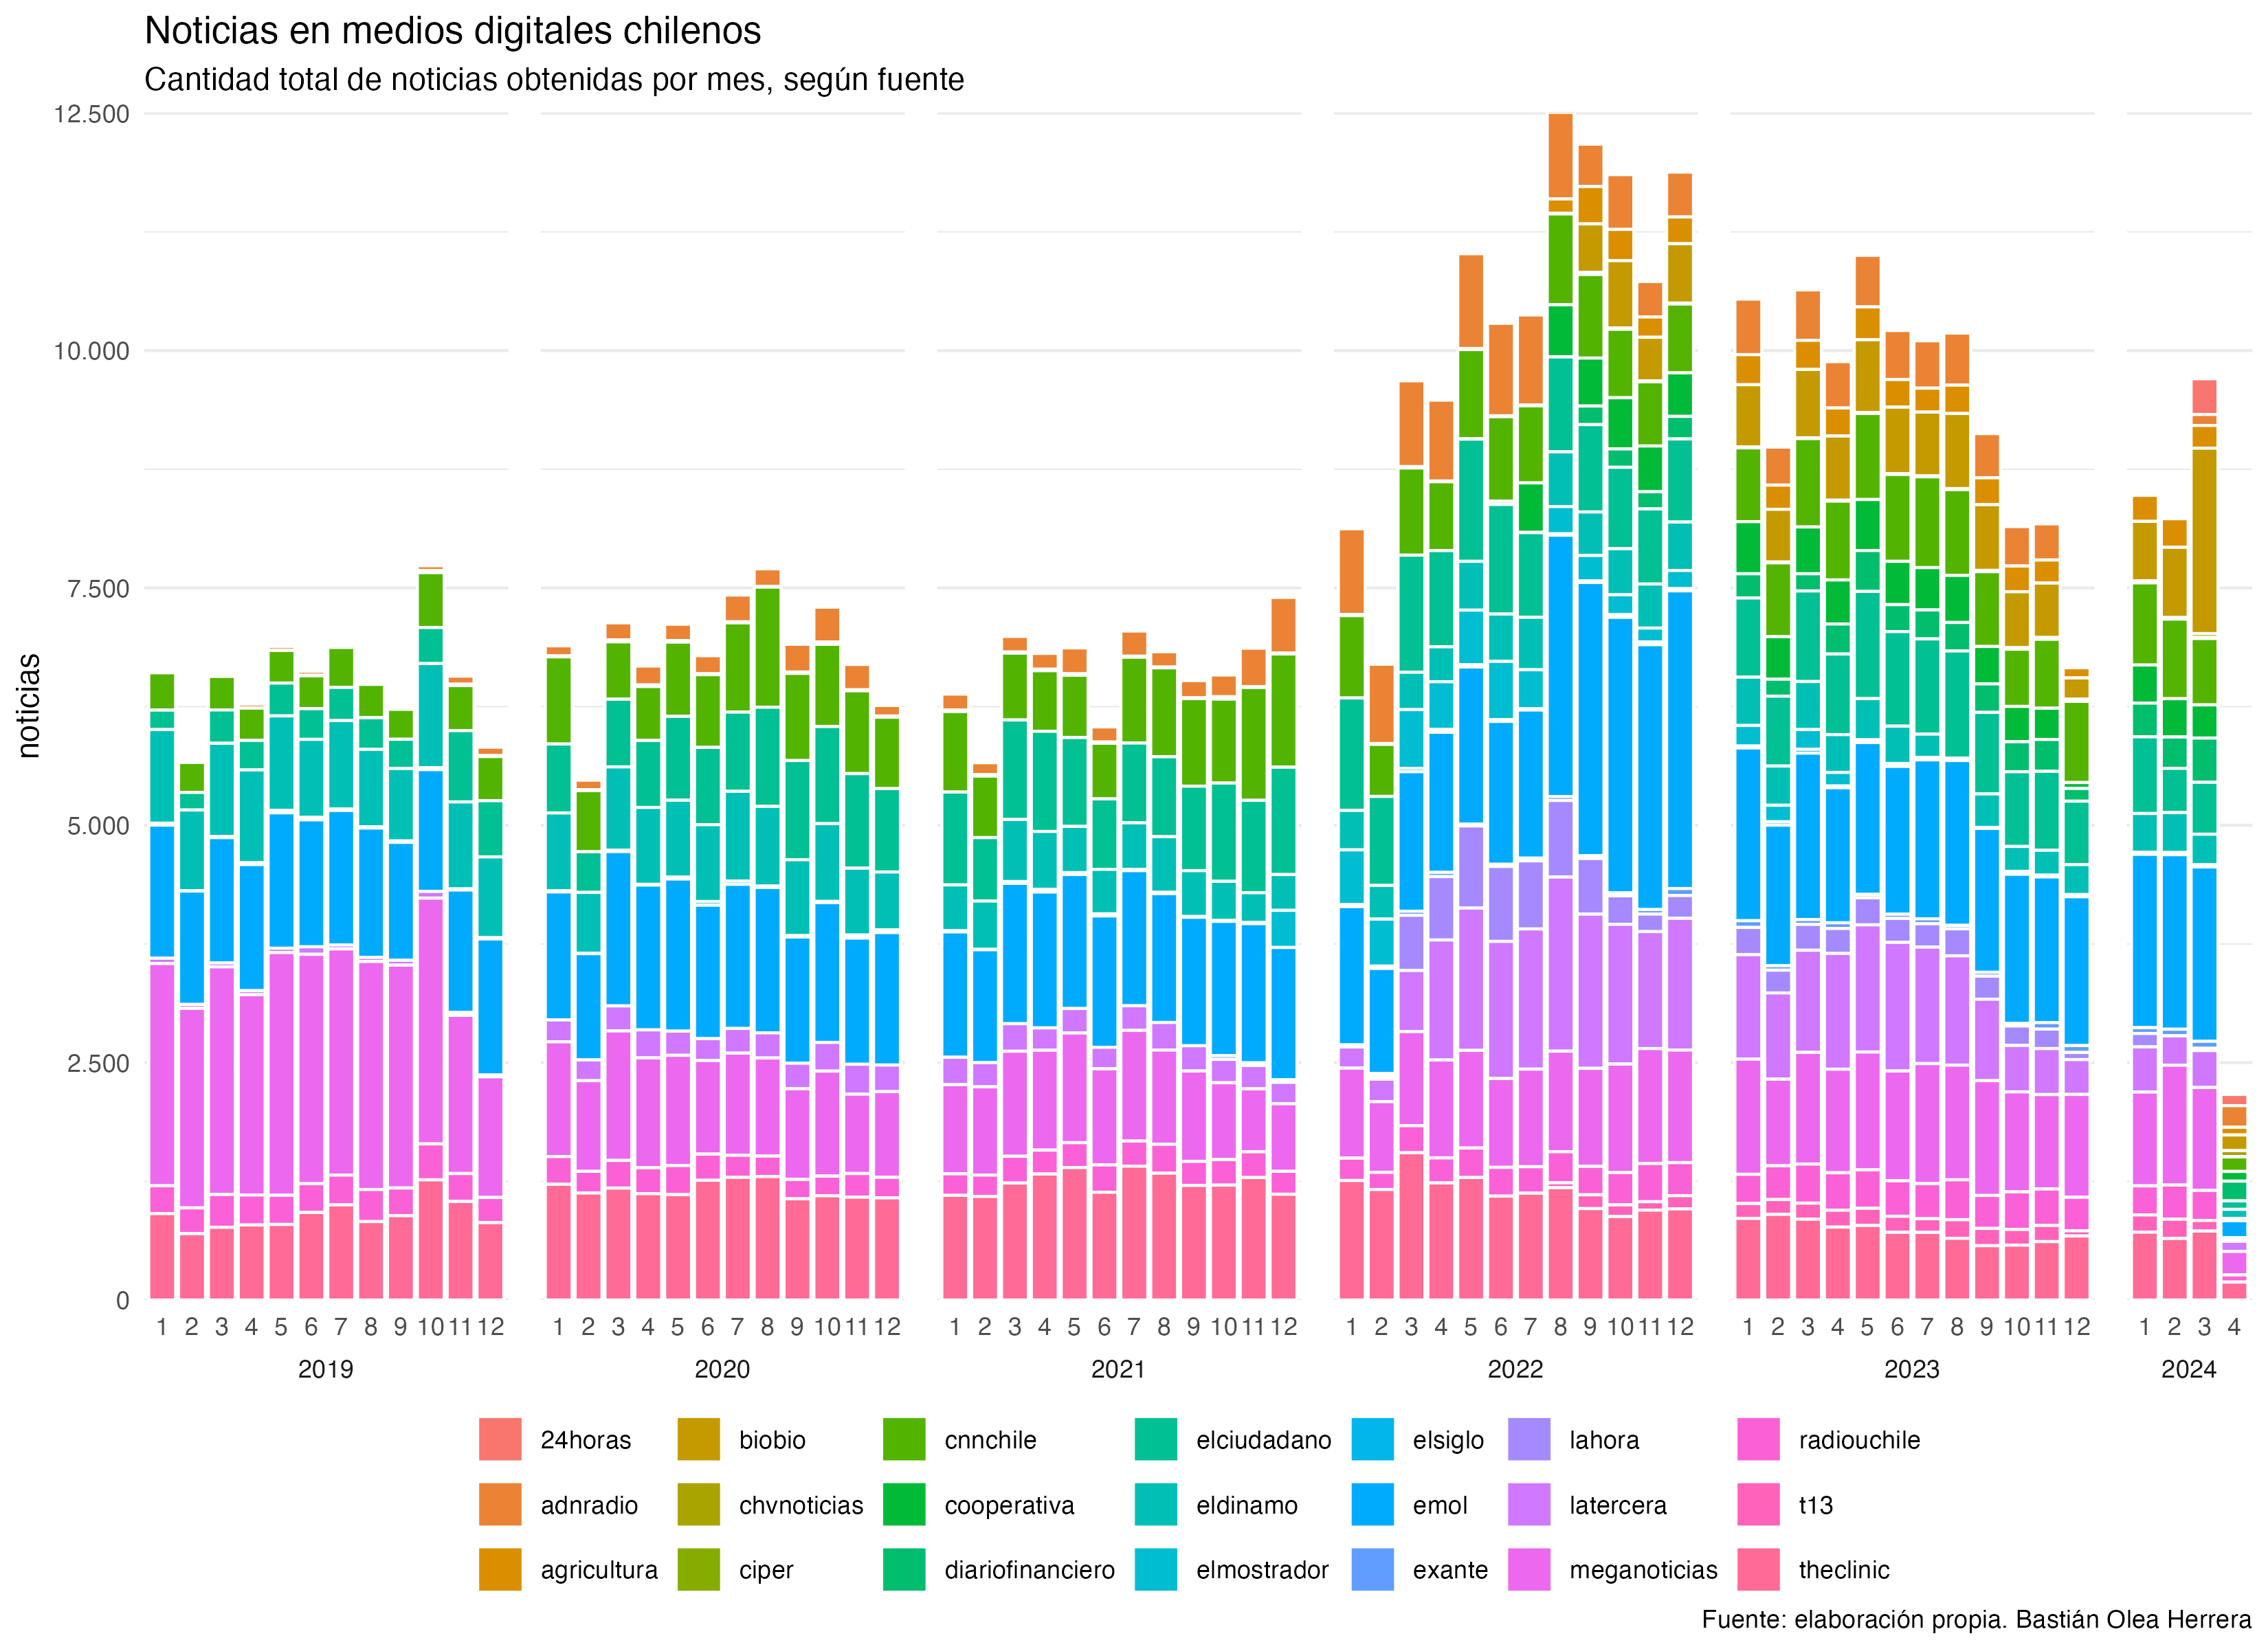 Noticias en medios digitales chilenos
Cantidad total de noticias obtenidas por mes, según fuente
noticias
12.500
10.000
7.500
5.000
2.500
0
1 2 3 4 5 6 7 8 9 10 11 12
1 2 3 4 5 6 7 8 9 10 11 12
1 2 3 4 5 6 7 8 9 10 11 12
1 2 3 4 5 6 7 8 9 10 11 12
1 2 3 4 5 6 7 8 9 10 11 12
1 2 3 4
2019 2020 2021 2022 2023 2024
24horas biobio cnnchile elciudadano elsiglo lahora radiouchile
adnradio chvnoticias cooperativa eldinamo emol latercera t13
agricultura ciper diariofinanciero elmostrador exante meganoticias theclinic
Fuente: elaboración propia. Bastián Olea Herrera